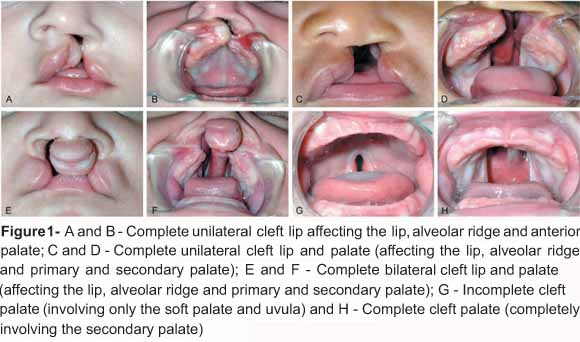 A
B
C
D
E
F
G
H
Figure1- A and B - Complete unilateral cleft lip affecting the lip, alveolar ridge and anterior
palate; C and D - Complete unilateral cleft lip and palate (affecting the lip, alveolar ridge
and primary and secondary palate); E and F - Complete bilateral cleft lip and palate
(affecting the lip, alveolar ridge and primary and secondary palate); G - Incomplete cleft
palate (involving only the soft palate and uvula) and H - Complete cleft palate (completely
involving the secondary palate)